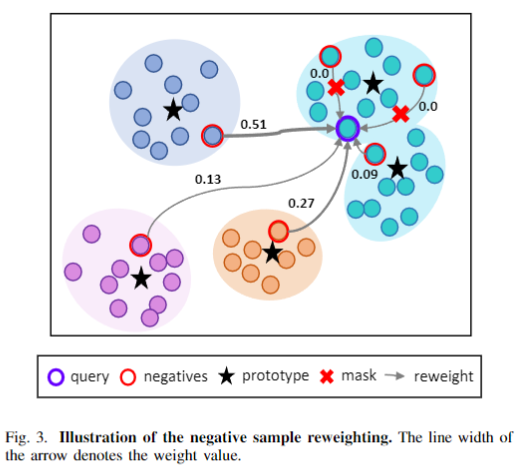 0.0
0.0
0.51
0.09
0.13
0.27
query negatives prototype mask reweight
Fig. 3. Illustration of the negative sample reweighting. The line width of
the arrow denotes the weight value.